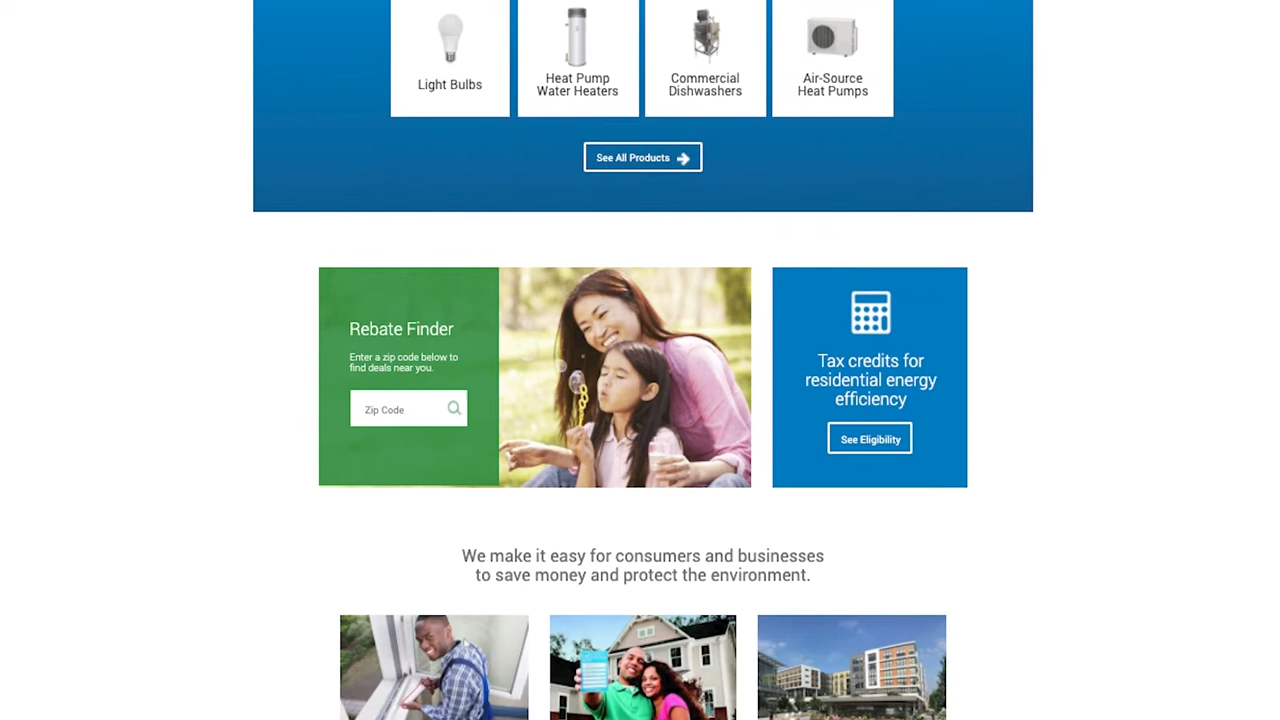 Light Bulbs
Heat Pump
Water Heaters
Commercial
Dishwashers
Air-Source
Heat Pumps
See All Products
Rebate Finder
Enter a zip code below to
find deals near you.
Zip Code
Tax credits for
residential energy
efficiency
See Eligibility
We make it easy for consumers and businesses
to save money and protect the environment.